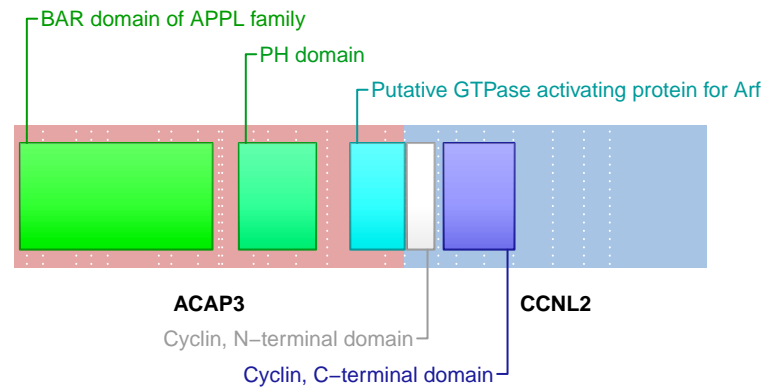 BAR domain of APPL family
PH domain
Putative GTPase activating protein for Arf
ACAP3
CCNL2
Cyclin, N−terminal domain
Cyclin, C−terminal domain